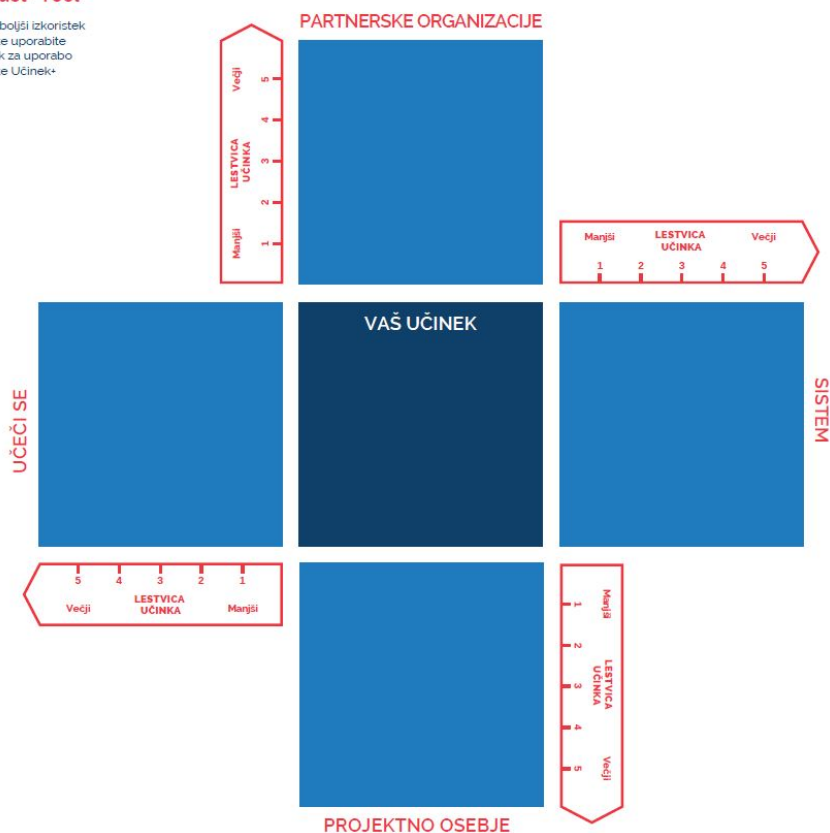 boljši izkoristek
uporabite
za uporabo
Učinek+
PARTNERSKE ORGANIZACIJE
Večji
LESTVICA
UČINKA
Manjši
5
4
3
2
1
Manjši
LESTVICA
UČINKA
Večji
1 2 3 4 5
VAŠ UČINEK
UČEČI SE
SISTEM
5 4 3 2 1
Večji
LESTVICA
UČINKA
Manjši
1
2
3
4
5
Manjši
LESTVICA
UČINKA
Večji
PROJEKTNO OSEBJE